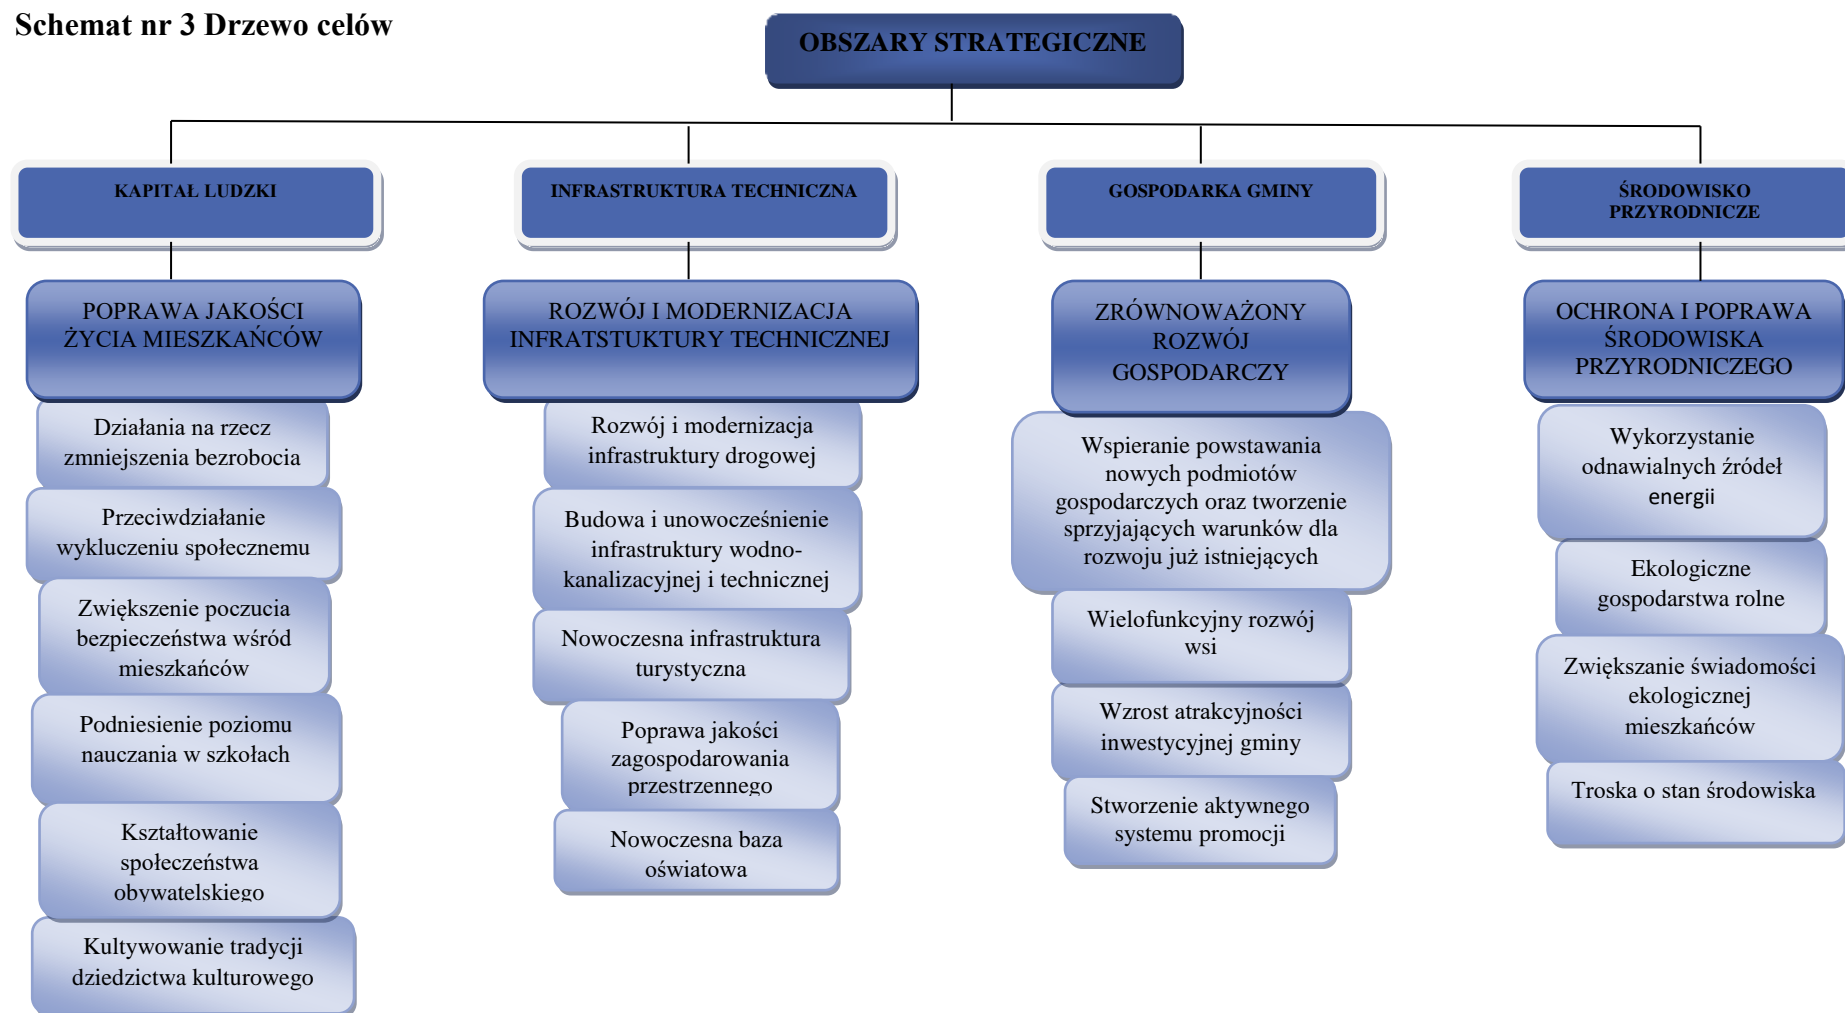 Schemat nr 3 Drzewo celów
OBSZARY STRATEGICZNE
KAPITAŁ LUDZKI
INFRASTRUKTURA TECHNICZNA
GOSPODARKA GMINY
ŚRODOWISKO
PRZYRODNICZE
POPRAWA JAKOŚCI
ŻYCIA MIESZKAŃCÓW
ROZWÓJ I MODERNIZACJA
INFRATSTUKTURY TECHNICZNEJ
ZRÓWNOWAŻONY
ROZWÓJ
GOSPODARCZY
OCHRONA I POPRAWA
ŚRODOWISKA
PRZYRODNICZEGO
Działania na rzecz
zmniejszenia bezrobocia
Przeciwdziałanie
wykluczeniu społecznemu
Zwiększenie poczucia
bezpieczeństwa wśród
mieszkańców
Podniesienie poziomu
nauczania w szkołach
Kształtowanie
społeczeństwa
obywatelskiego
Kultywowanie tradycji
dziedzictwa kulturowego
Rozwój i modernizacja
infrastruktury drogowej
Budowa i unowocześnienie
infrastruktury wodno-
kanalizacyjnej i technicznej
Nowoczesna infrastruktura
turystyczna
Poprawa jakości
zagospodarowania
przestrzennego
Nowoczesna baza
oświatowa
Wspieranie powstawania
nowych podmiotów
gospodarczych oraz tworzenie
sprzyjających warunków dla
rozwoju już istniejących
Wielofunkcyjny rozwój
wsi
Wzrost atrakcyjności
inwestycyjnej gminy
Stworzenie aktywnego
systemu promocji
Wykorzystanie
odnawialnych źródeł
energii
Ekologiczne
gospodarstwa rolne
Zwiększanie świadomości
ekologicznej
mieszkańców
Troska o stan środowiska